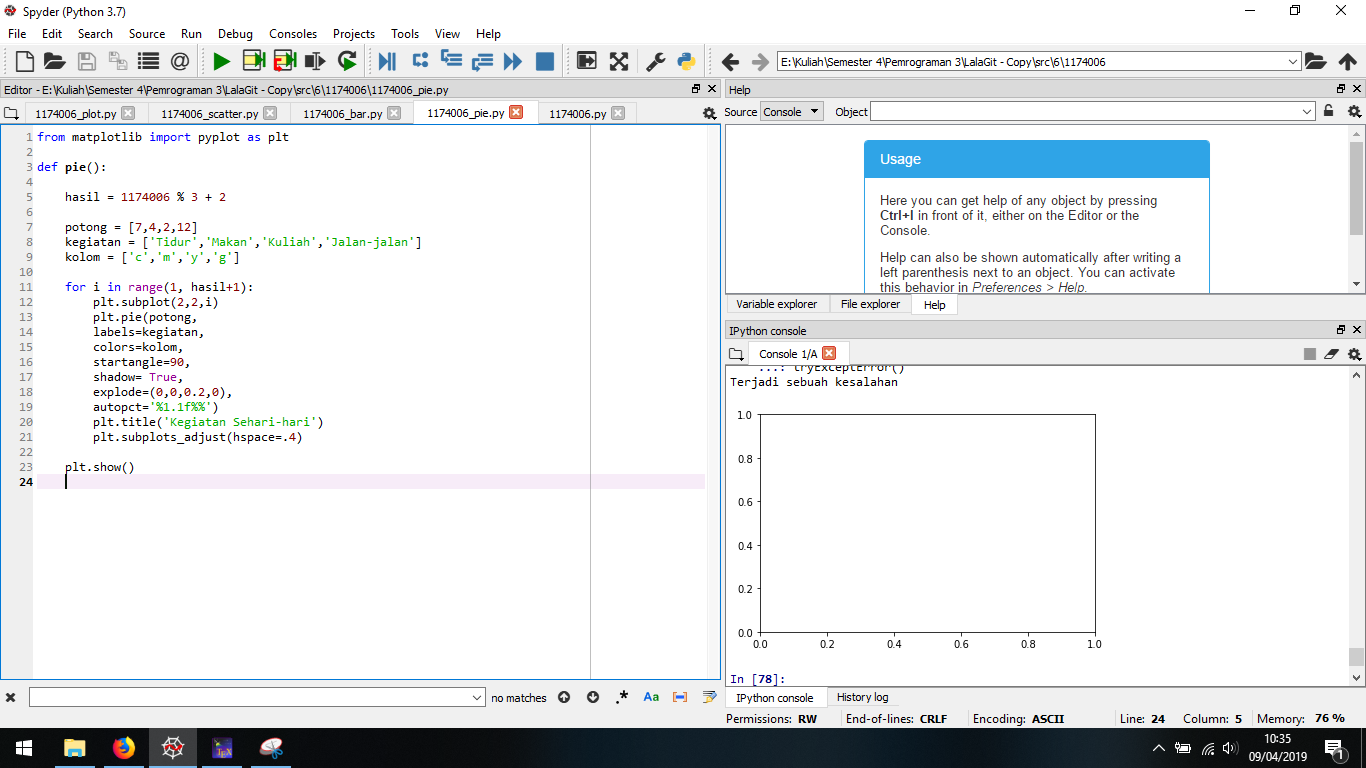 Spyder (Python 3.7)
File Edit Search Source Run Debug Consoles Projects Tools View Help
E:\Kuliah\Semester 4\Pemrograman 3\LalaGit - Copy\src\6\1174006
Editor - E:\Kuliah\Semester 4\Pemrograman 3\LalaGit - Copy\src\6\1174006\1174006_pie.py
1174006_plot.py 1174006_scatter.py 1174006_bar.py 1174006_pie.py 1174006.py
1 from matplotlib import pyplot as plt
2
3 def pie():
4
5     hasil = 1174006 % 3 + 2
6
7     potong = [7,4,2,12]
8     kegiatan = ['Tidur','Makan','Kuliah','Jalan-jalan']
9     kolom = ['c','m','y','g']
10
11     for i in range(1, hasil+1):
12         plt.subplot(2,2,i)
13         plt.pie(potong,
14         labels=kegiatan,
15         colors=kolom,
16         startangle=90,
17         shadow= True,
18         explode=(0,0,0.2,0),
19         autopct='%1.1f%%')
20         plt.title('Kegiatan Sehari-hari')
21         plt.subplots_adjust(hspace=.4)
22
23     plt.show()
24
no matches
Aa
Help
Source Console Object
Usage
Here you can get help of any object by pressing
Ctrl+I in front of it, either on the Editor or the
Console.
Help can also be shown automatically after writing a
left parenthesis next to an object. You can activate
this behavior in Preferences > Help.
Variable explorer File explorer Help
IPython console
Console 1/A
...: tryExceptError()
Terjadi sebuah kesalahan
1.0
0.8
0.6
0.4
0.2
0.0
0.0 0.2 0.4 0.6 0.8 1.0
In [78]:
IPython console History log
Permissions: RW End-of-lines: CRLF Encoding: ASCII Line: 24 Column: 5 Memory: 76 %
10:35
09/04/2019
1